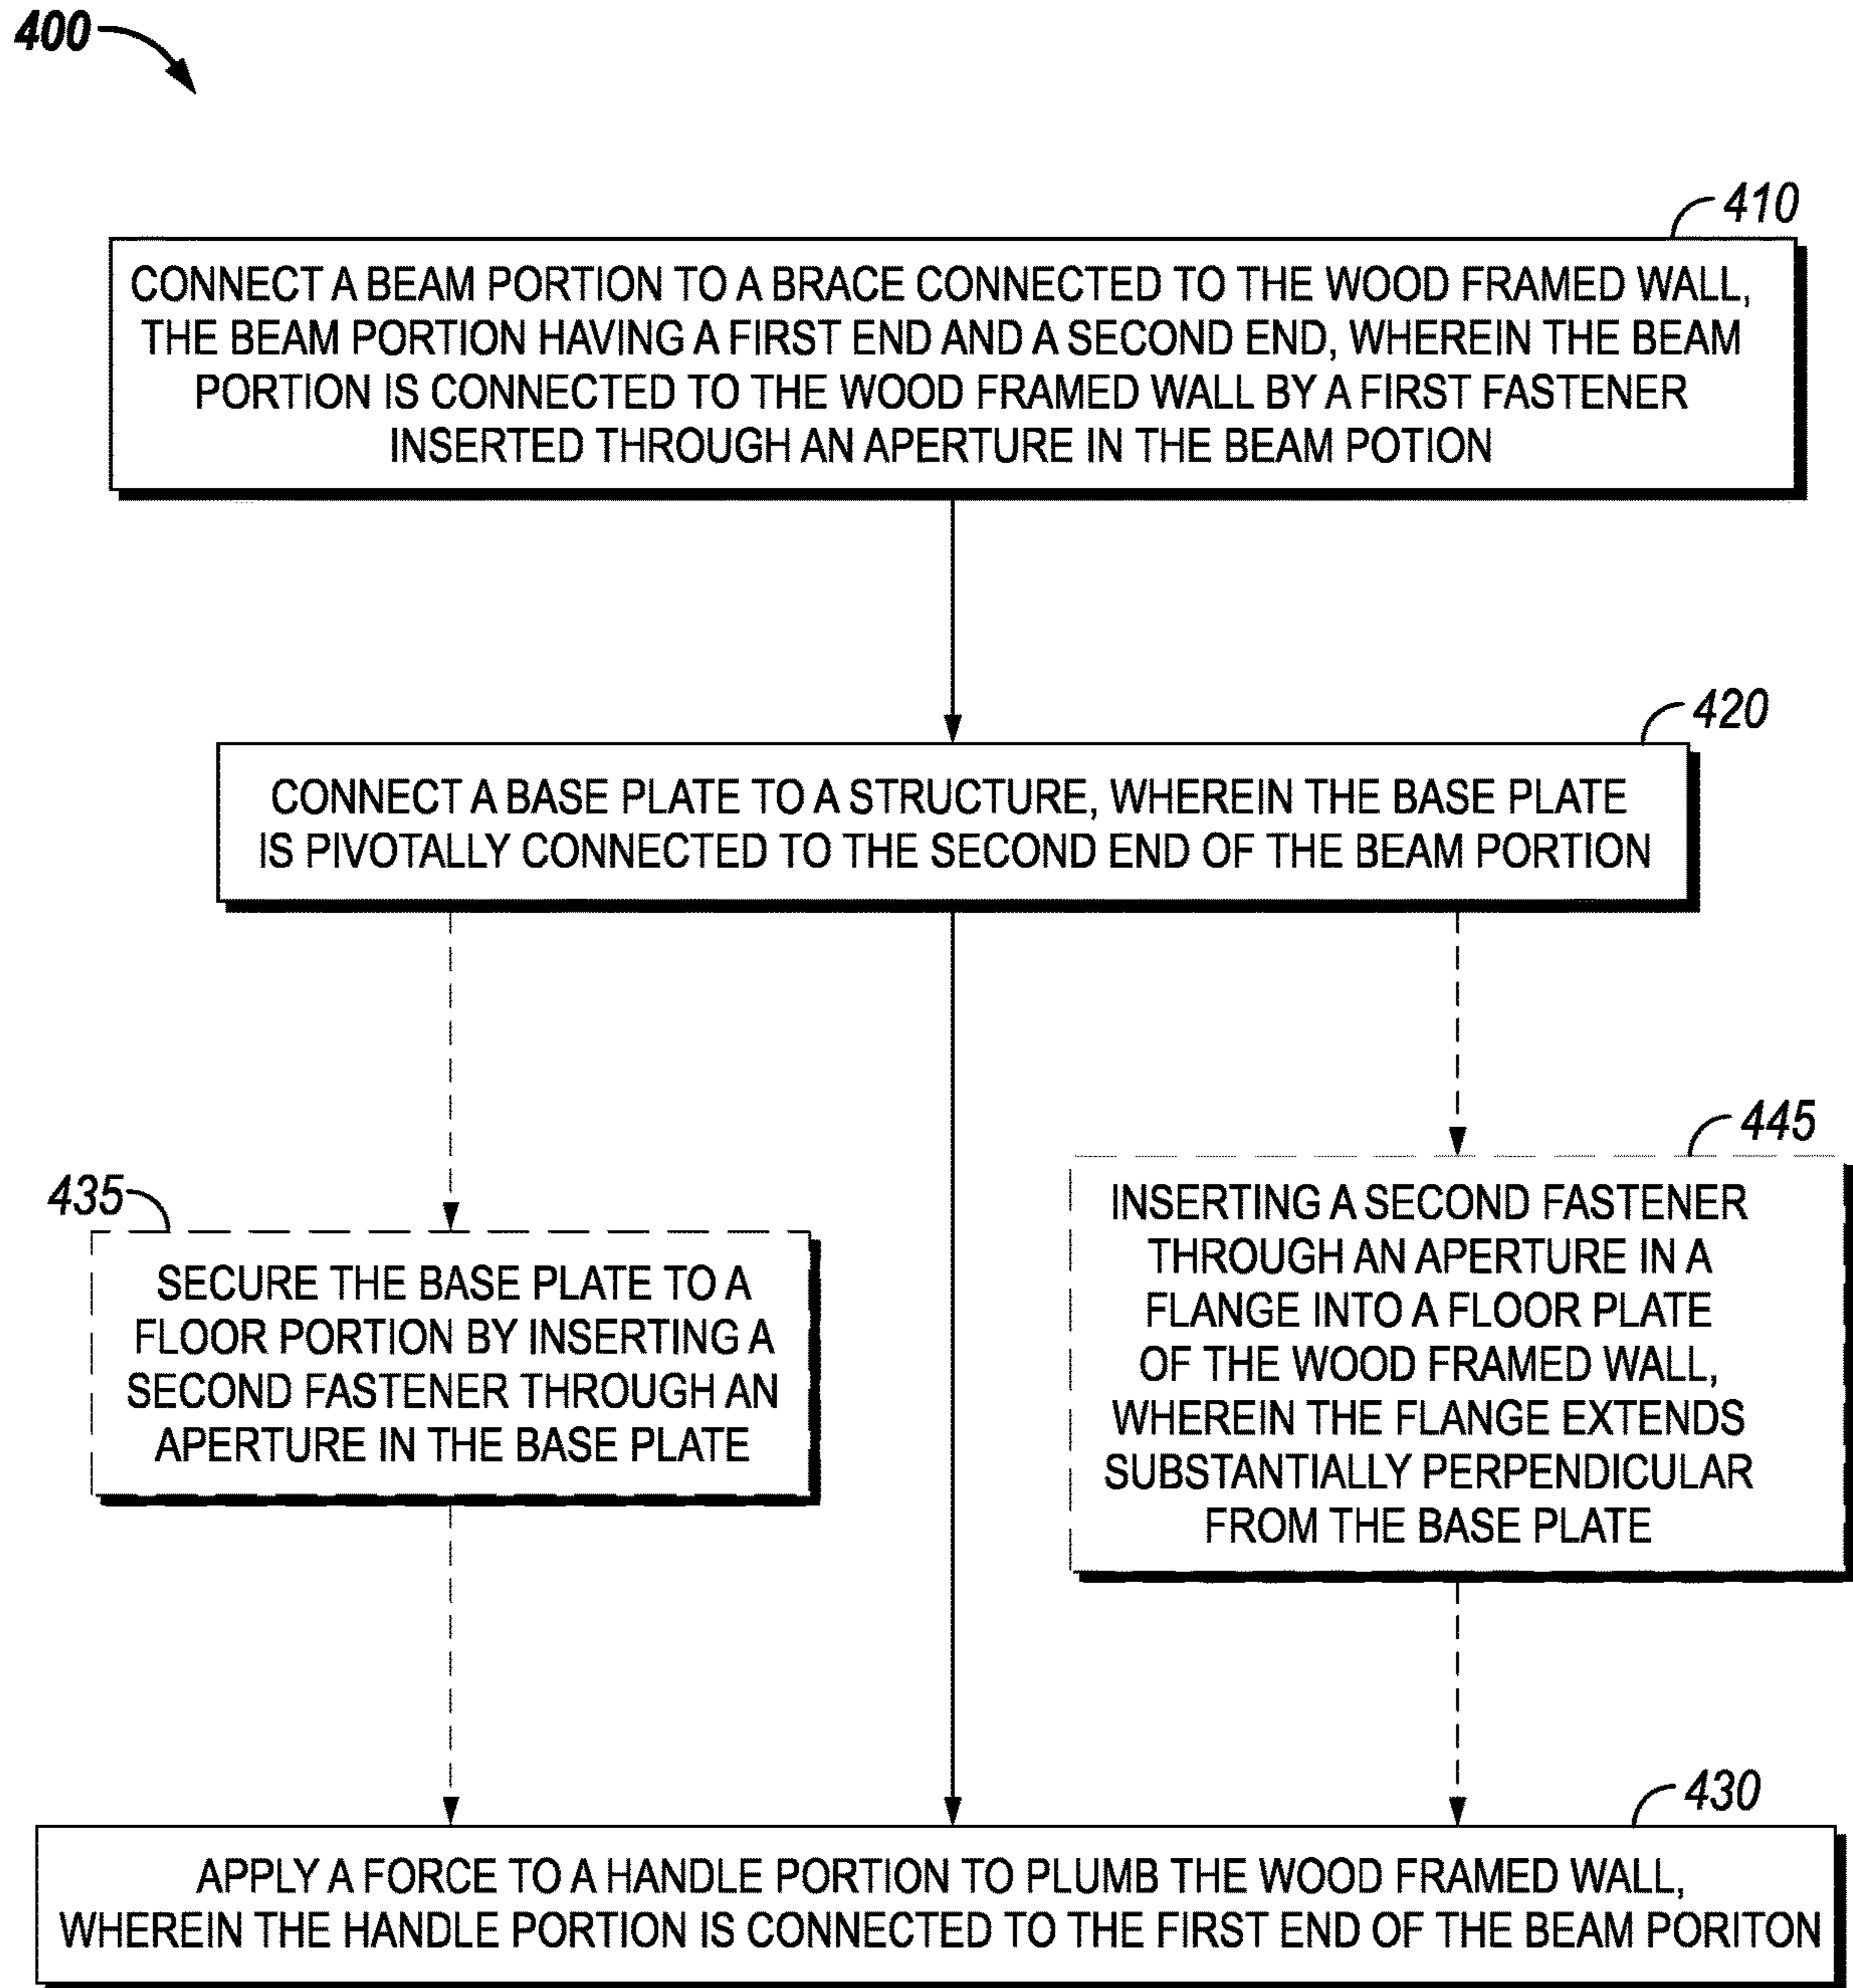 400
410
CONNECT A BEAM PORTION TO A BRACE CONNECTED TO THE WOOD FRAMED WALL,
THE BEAM PORTION HAVING A FIRST END AND A SECOND END, WHEREIN THE BEAM
PORTION IS CONNECTED TO THE WOOD FRAMED WALL BY A FIRST FASTENER
INSERTED THROUGH AN APERTURE IN THE BEAM POTION
420
CONNECT A BASE PLATE TO A STRUCTURE, WHEREIN THE BASE PLATE
IS PIVOTALLY CONNECTED TO THE SECOND END OF THE BEAM PORTION
435
SECURE THE BASE PLATE TO A
FLOOR PORTION BY INSERTING A
SECOND FASTENER THROUGH AN
APERTURE IN THE BASE PLATE
445
INSERTING A SECOND FASTENER
THROUGH AN APERTURE IN A
FLANGE INTO A FLOOR PLATE
OF THE WOOD FRAMED WALL,
WHEREIN THE FLANGE EXTENDS
SUBSTANTIALLY PERPENDICULAR
FROM THE BASE PLATE
430
APPLY A FORCE TO A HANDLE PORTION TO PLUMB THE WOOD FRAMED WALL,
WHEREIN THE HANDLE PORTION IS CONNECTED TO THE FIRST END OF THE BEAM PORITON